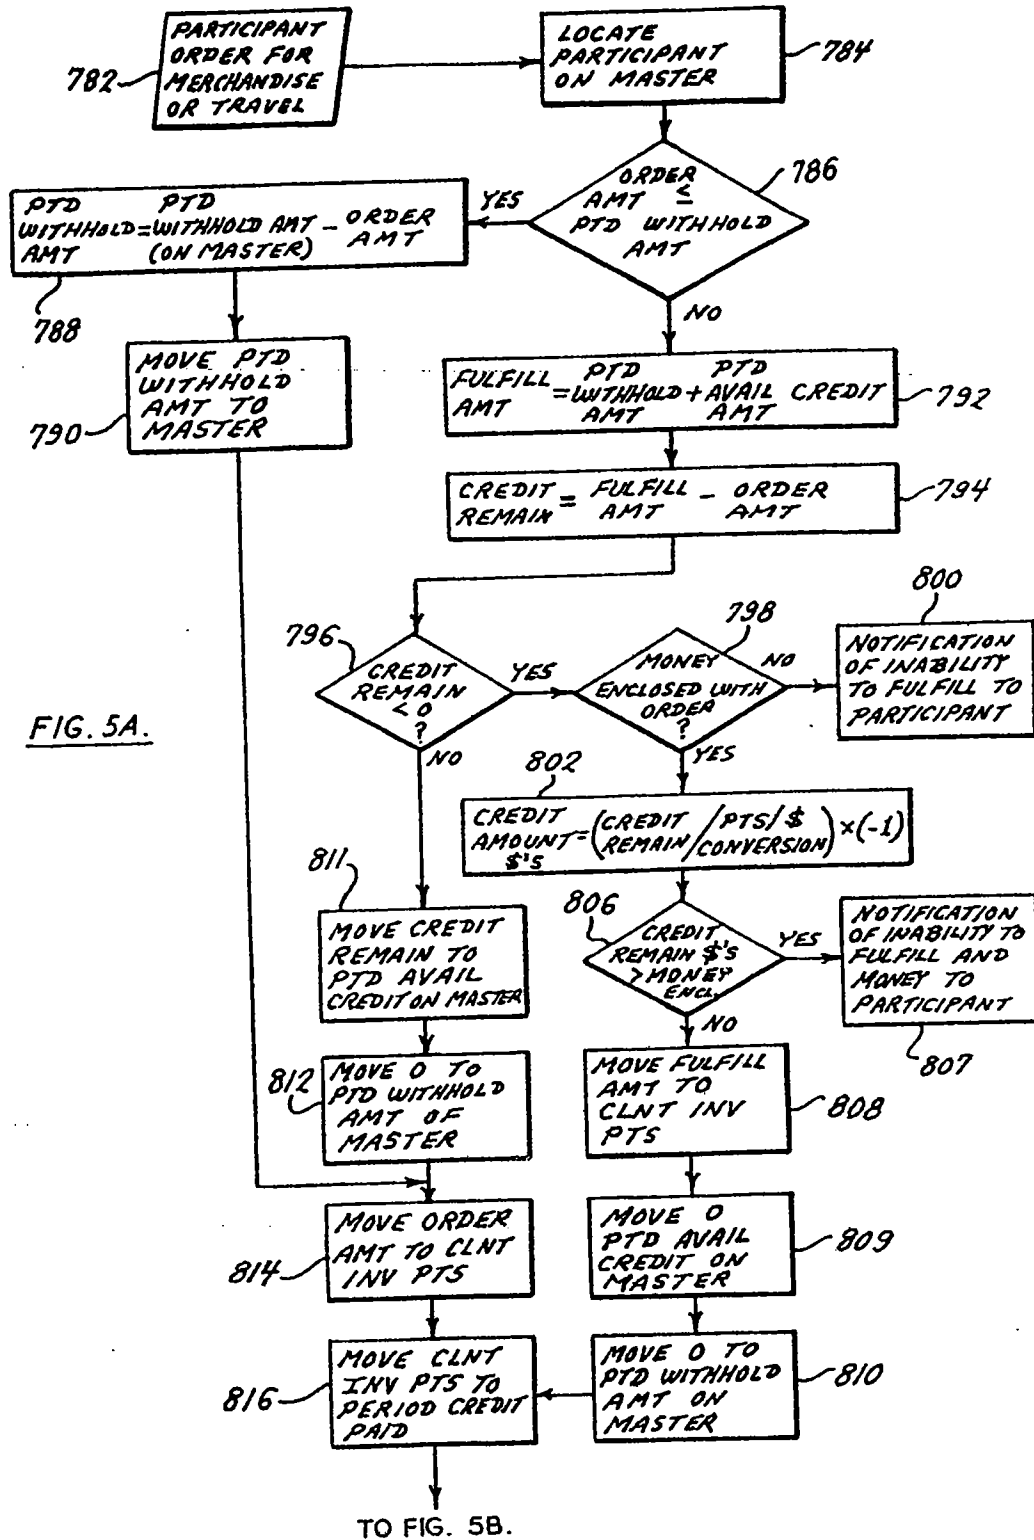 PARTICIPANT
ORDER FOR
MERCHANDISE
OR TRAVEL
782
LOCATE
PARTICIPANT
ON MASTER
784
ORDER
AMT ≤
PTD WITHHOLD
AMT
786
YES
NO
PTD PTD
WITHHOLD=WITHHOLD AMT - ORDER
AMT (ON MASTER) AMT
788
MOVE PTD
WITHHOLD
AMT TO
MASTER
790
FULFILL PTD PTD
=WITHHOLD+AVAIL CREDIT
AMT AMT AMT
792
CREDIT = FULFILL - ORDER
REMAIN AMT AMT
794
796
CREDIT
REMAIN
<0
?
YES
NO
798
MONEY
ENCLOSED WITH
ORDER
?
NO
YES
800
NOTIFICATION
OF INABILITY
TO FULFILL TO
PARTICIPANT
FIG. 5A.
802
CREDIT
AMOUNT=(CREDIT REMAIN/PTS/$ CONVERSION)×(-1)
$'S
811
MOVE CREDIT
REMAIN TO
PTD AVAIL
CREDIT ON MASTER
806
CREDIT
REMAIN $'S
>MONEY
ENCL.
YES
NO
NOTIFICATION
OF INABILITY TO
FULFILL AND
MONEY TO
PARTICIPANT
807
812
MOVE 0 TO
PTD WITHHOLD
AMT OF
MASTER
MOVE FULFILL
AMT TO
CLNT INV
PTS
808
MOVE ORDER
AMT TO CLNT
INV PTS
814
MOVE 0
PTD AVAIL
CREDIT ON
MASTER
809
MOVE CLNT
INV PTS TO
PERIOD CREDIT
PAID
816
MOVE 0 TO
PTD WITHHOLD
AMT ON
MASTER
810
TO FIG. 5B.